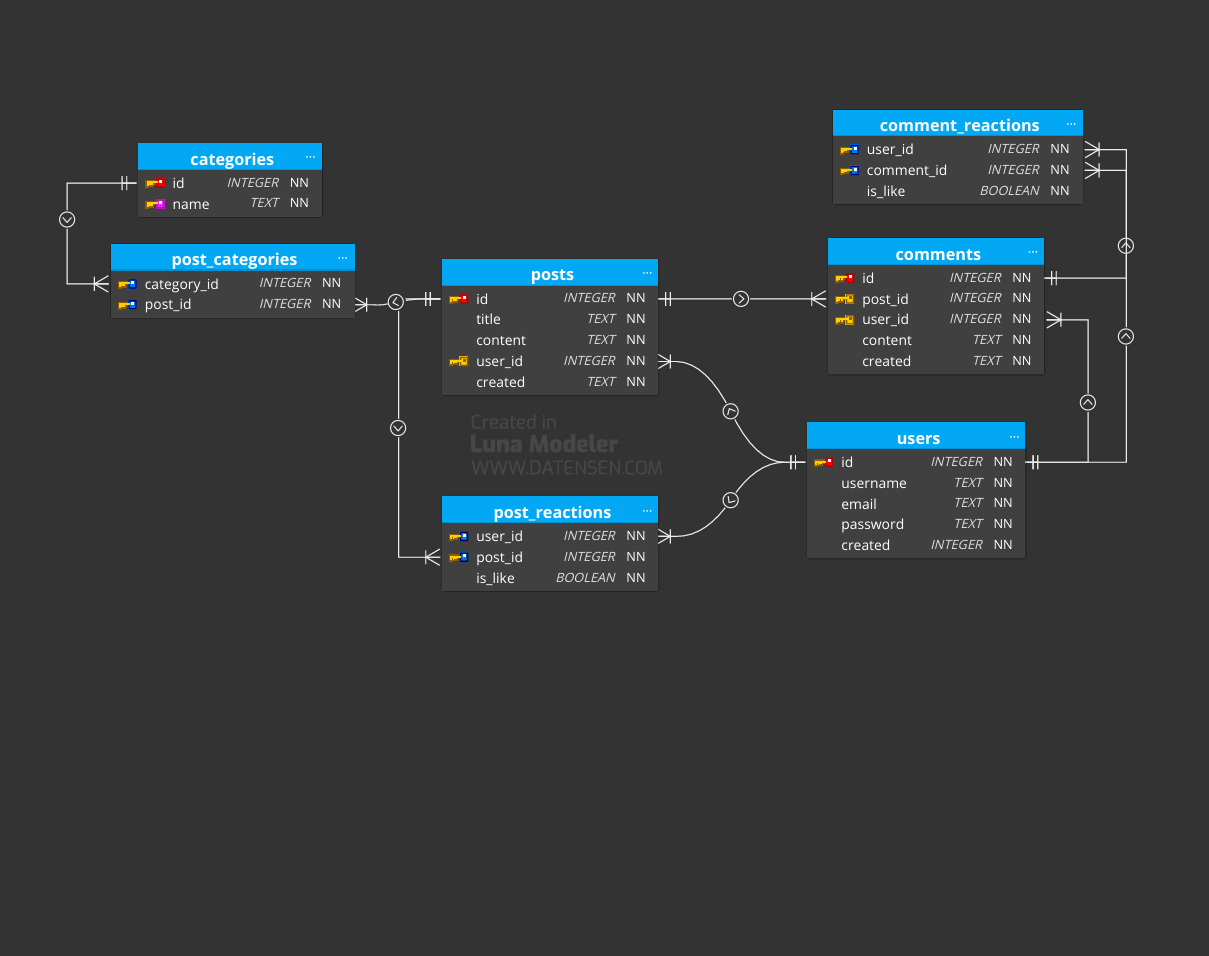 categories ...
id INTEGER NN
name TEXT NN
post_categories ...
category_id INTEGER NN
post_id INTEGER NN
posts ...
id INTEGER NN
title TEXT NN
content TEXT NN
user_id INTEGER NN
created TEXT NN
Created in
Luna Modeler
WWW.DATENSEN.COM
post_reactions ...
user_id INTEGER NN
post_id INTEGER NN
is_like BOOLEAN NN
comment_reactions ...
user_id INTEGER NN
comment_id INTEGER NN
is_like BOOLEAN NN
comments ...
id INTEGER NN
post_id INTEGER NN
user_id INTEGER NN
content TEXT NN
created TEXT NN
users ...
id INTEGER NN
username TEXT NN
email TEXT NN
password TEXT NN
created INTEGER NN